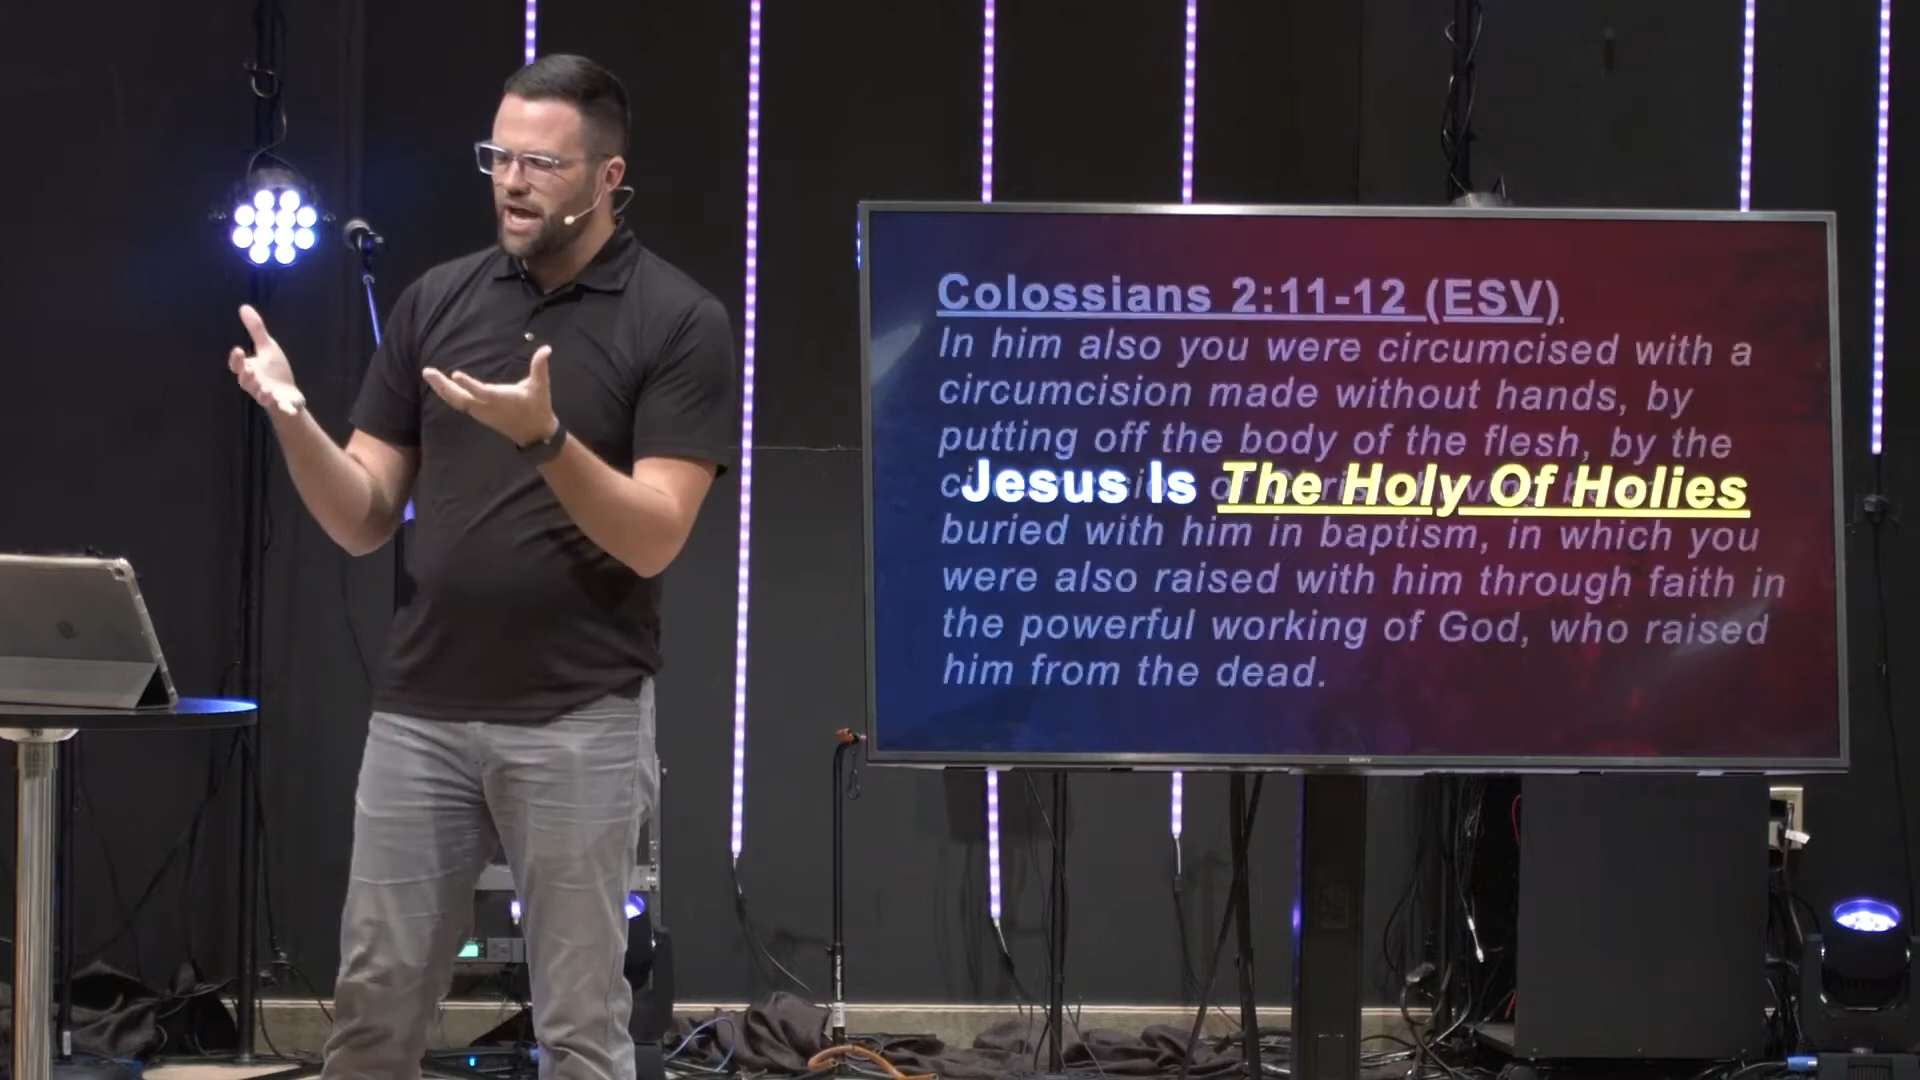 Colossians 2:11-12 (ESV)
In him also you were circumcised with a
circumcision made without hands, by
putting off the body of the flesh, by the
Jesus Is The Holy Of Holies
buried with him in baptism, in which you
were also raised with him through faith in
the powerful working of God, who raised
him from the dead.
SONY